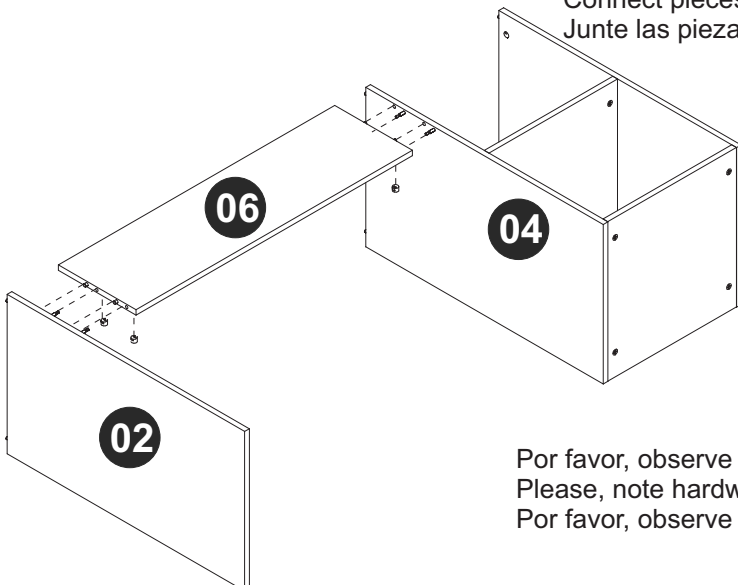 Connect pieces
Junte las pieza
06
04
02
Por favor, observe
Please, note hardw
Por favor, observe